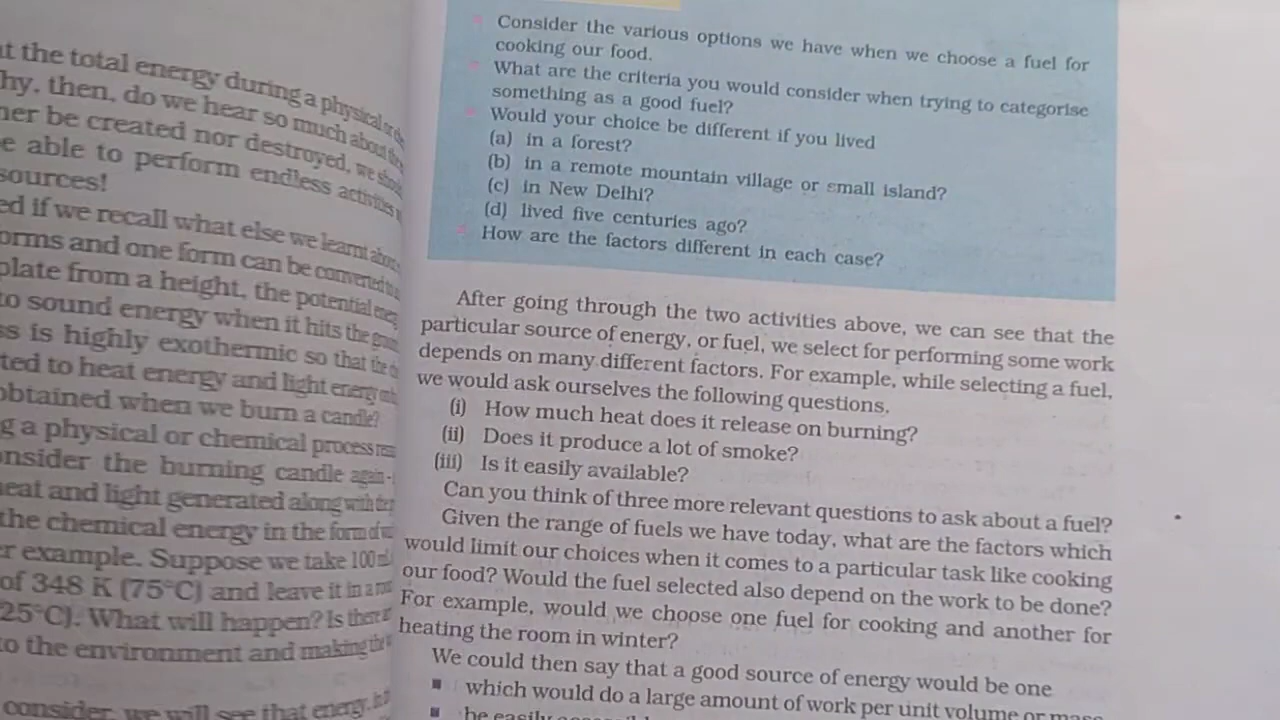 t the total energy during a physical or
hy, then, do we hear so much about
her be created nor destroyed, we
e able to perform endless activities
sources!
ed if we recall what else we learnt
orms and one form can be converted
plate from a height, the potential
to sound energy when it hits the
ss is highly exothermic so that the
ted to heat energy and light energy
obtained when we burn a candle?
g a physical or chemical process
onsider the burning candle again -
heat and light generated along with
the chemical energy in the form of
er example. Suppose we take 100
of 348 K (75°C) and leave it in a
25°C). What will happen? Is there
to the environment and making
consider, we will see that energy,
Consider the various options we have when we choose a fuel for
cooking our food.
What are the criteria you would consider when trying to categorise
something as a good fuel?
Would your choice be different if you lived
(a) in a forest?
(b) in a remote mountain village or small island?
(c) in New Delhi?
(d) lived five centuries ago?
How are the factors different in each case?
After going through the two activities above, we can see that the
particular source of energy, or fuel, we select for performing some work
depends on many different factors. For example, while selecting a fuel,
we would ask ourselves the following questions.
(i) How much heat does it release on burning?
(ii) Does it produce a lot of smoke?
(iii) Is it easily available?
Can you think of three more relevant questions to ask about a fuel?
Given the range of fuels we have today, what are the factors which
would limit our choices when it comes to a particular task like cooking
our food? Would the fuel selected also depend on the work to be done?
For example, would we choose one fuel for cooking and another for
heating the room in winter?
We could then say that a good source of energy would be one
which would do a large amount of work per unit volume or mass,
be easily